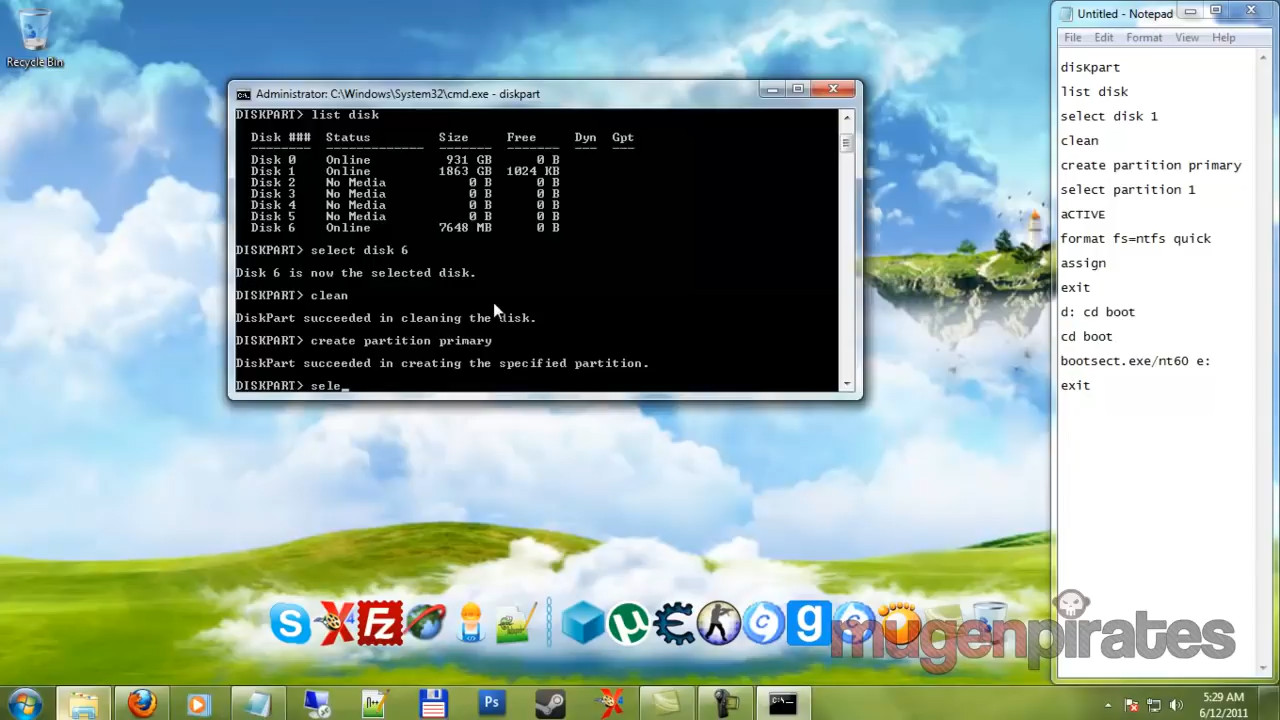 Recycle Bin
Administrator: C:\Windows\System32\cmd.exe - diskpart
DISKPART> list disk
Disk ### Status Size Free Dyn Gpt
Disk 0 Online 931 GB 0 B
Disk 1 Online 1863 GB 1024 KB
Disk 2 No Media 0 B 0 B
Disk 3 No Media 0 B 0 B
Disk 4 No Media 0 B 0 B
Disk 5 No Media 0 B 0 B
Disk 6 Online 7648 MB 0 B
DISKPART> select disk 6
Disk 6 is now the selected disk.
DISKPART> clean
DiskPart succeeded in cleaning the disk.
DISKPART> create partition primary
DiskPart succeeded in creating the specified partition.
DISKPART> sele_
Untitled - Notepad
File Edit Format View Help
disKpart
list disk
select disk 1
clean
create partition primary
select partition 1
aCTIVE
format fs=ntfs quick
assign
exit
d: cd boot
cd boot
bootsect.exe/nt60 e:
exit
mugenpirates
Ps
5:29 AM
6/12/2011